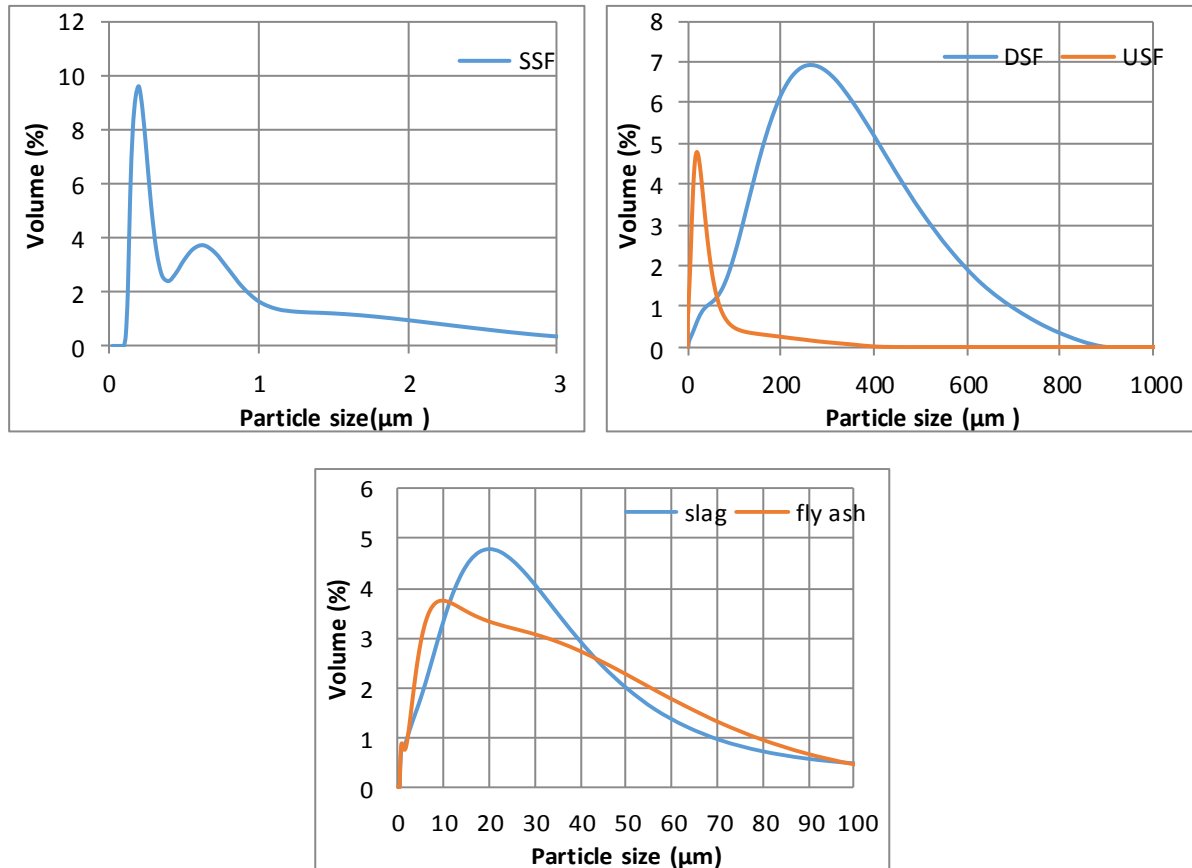 12
10
8
6
4
2
0
Volume (%)
SSF
0 1 2 3
Particle size(μm )
8
7
6
5
4
3
2
1
0
Volume (%)
DSF USF
0 200 400 600 800 1000
Particle size (μm )
6
5
4
3
2
1
0
Volume (%)
slag fly ash
0 10 20 30 40 50 60 70 80 90 100
Particle size (μm)